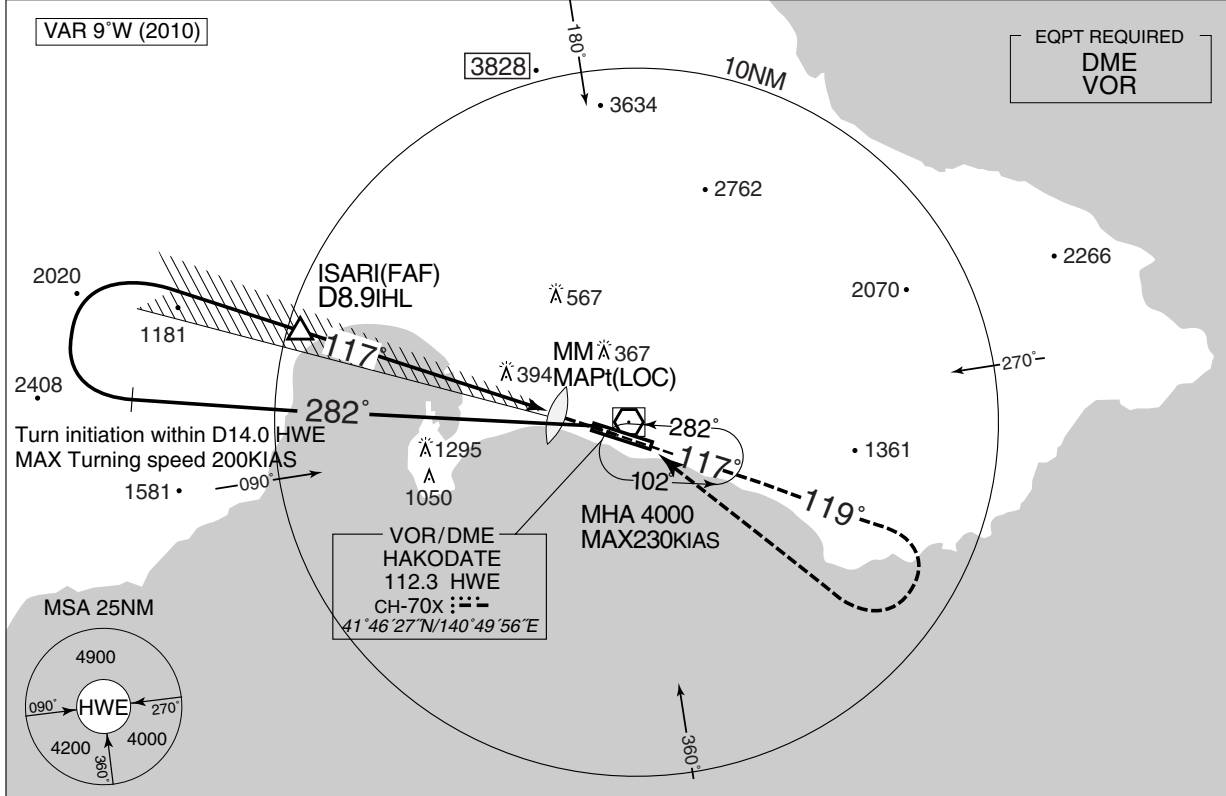 VAR 9°W (2010)
EQPT REQUIRED
DME
VOR
180°
10NM
3828
3634
2762
2266
2020
ISARI(FAF)
D8.9IHL
567
2070
1181
117°
MM
367
270°
394
MAPt(LOC)
2408
282°
282°
Turn initiation within D14.0 HWE
MAX Turning speed 200KIAS
1295
117°
1361
1581
090°
1050
102°
119°
MHA 4000
MAX230KIAS
VOR/DME
HAKODATE
112.3 HWE
CH-70X
41°46´27˝N/140°49´56˝E
MSA 25NM
4900
090°
HWE
270°
4200
4000
360°
360°